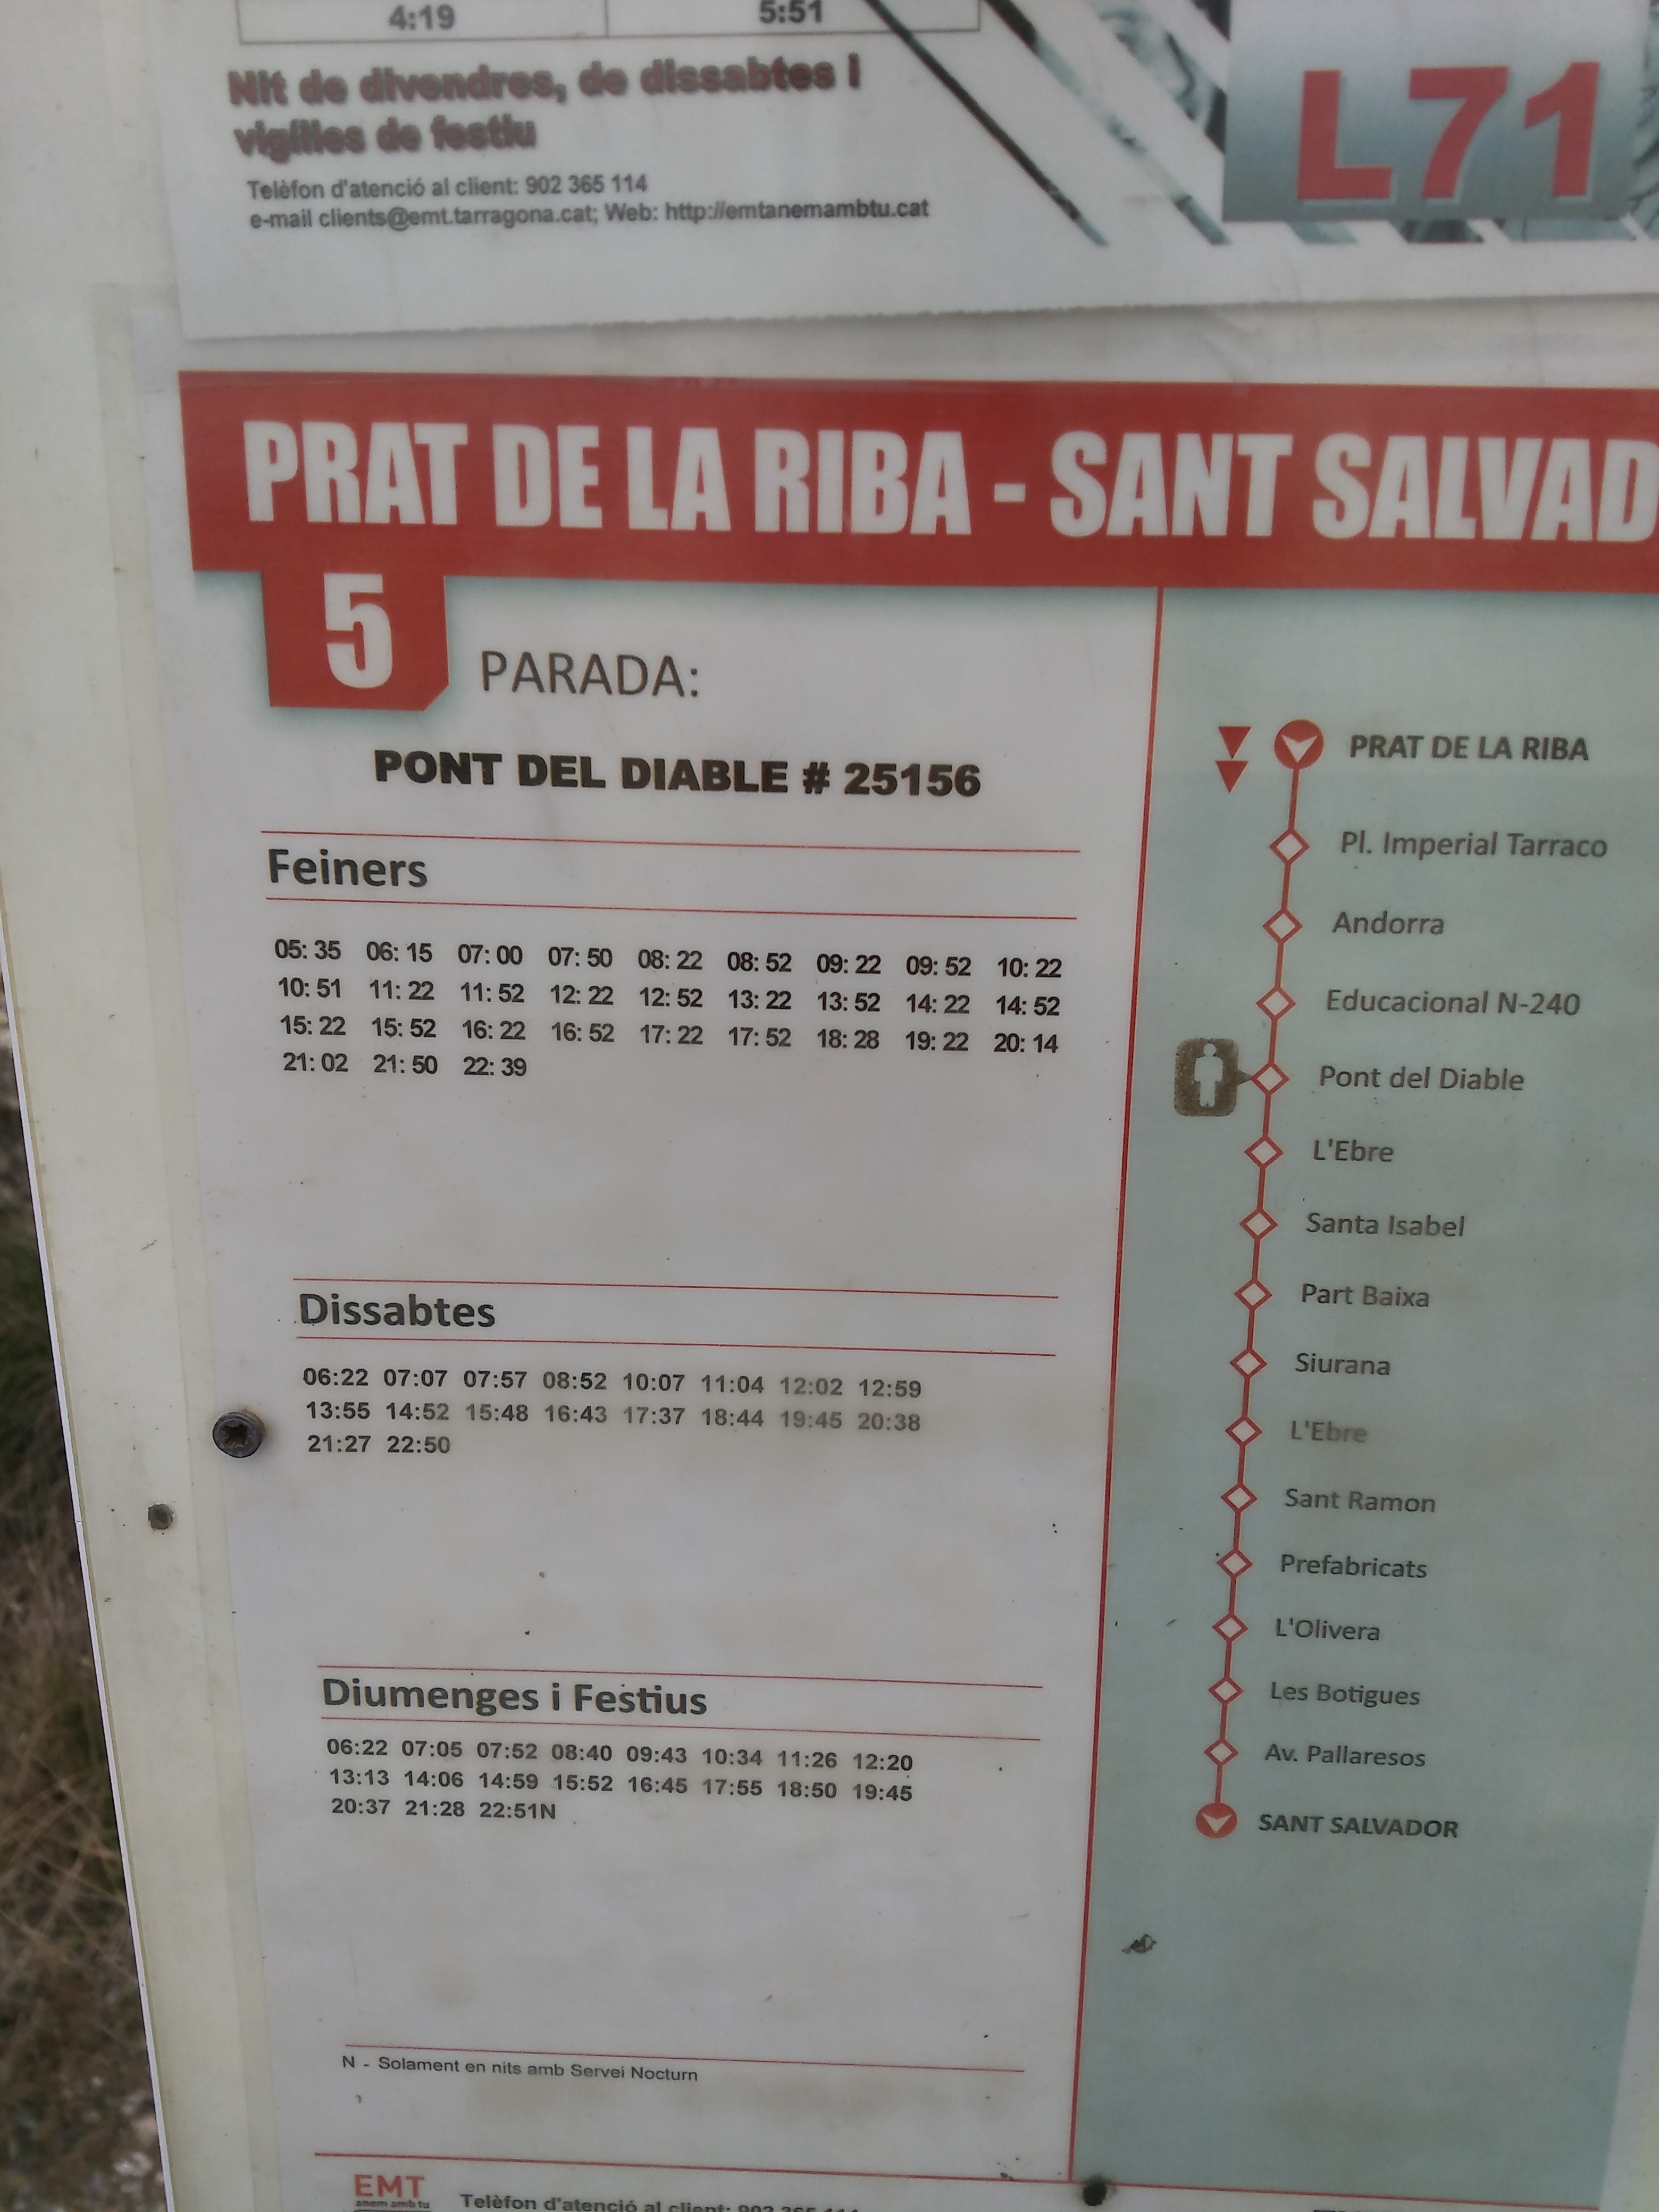 4:19 5:51
Nit de divendres, de dissabtes i
vigílies de festiu
Telèfon d'atenció al client: 902 365 114
e-mail clients@emt.tarragona.cat; Web: http://emtanemambtu.cat
L71
PRAT DE LA RIBA - SANT SALVAD
5
PARADA:
PONT DEL DIABLE # 25156
Feiners
05:35 06:15 07:00 07:50 08:22 08:52 09:22 09:52 10:22
10:51 11:22 11:52 12:22 12:52 13:22 13:52 14:22 14:52
15:22 15:52 16:22 16:52 17:22 17:52 18:28 19:22 20:14
21:02 21:50 22:39
Dissabtes
06:22 07:07 07:57 08:52 10:07 11:04 12:02 12:59
13:55 14:52 15:48 16:43 17:37 18:44 19:45 20:38
21:27 22:50
Diumenges i Festius
06:22 07:05 07:52 08:40 09:43 10:34 11:26 12:20
13:13 14:06 14:59 15:52 16:45 17:55 18:50 19:45
20:37 21:28 22:51N
N - Solament en nits amb Servei Nocturn
EMT
anem amb tu
Telèfon d'atenció al client: 902 365 114
PRAT DE LA RIBA
Pl. Imperial Tarraco
Andorra
Educacional N-240
Pont del Diable
L'Ebre
Santa Isabel
Part Baixa
Siurana
L'Ebre
Sant Ramon
Prefabricats
L'Olivera
Les Botigues
Av. Pallaresos
SANT SALVADOR